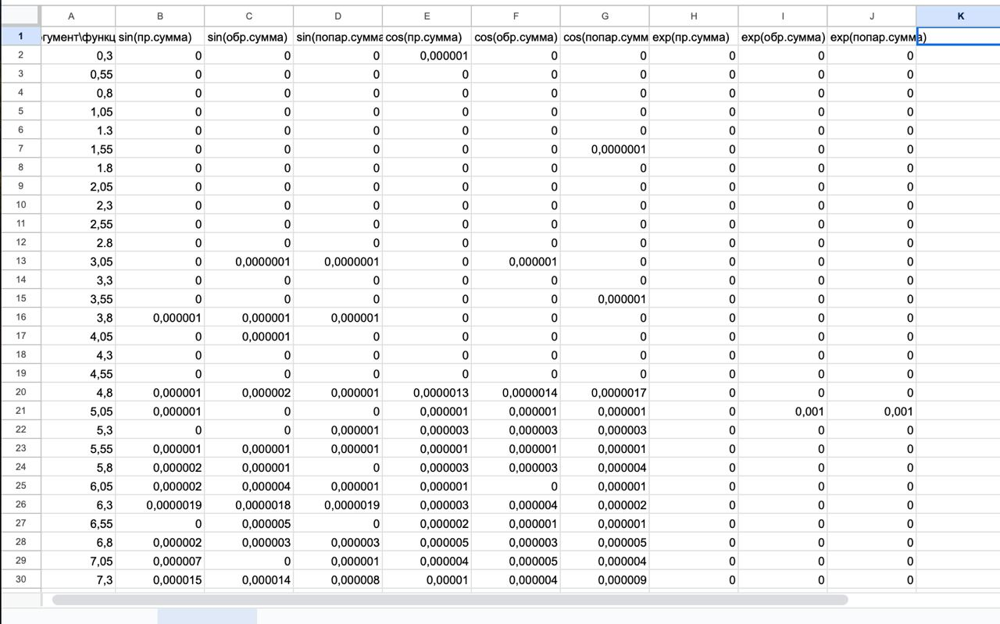 A B C D E F G H I J K
1 гумент\функц sin(пр.сумма) sin(обр.сумма) sin(попар.сумма cos(пр.сумма) cos(обр.сумма) cos(попар.сумм exp(пр.сумма) exp(обр.сумма) exp(попар.сумма)
2 0,3 0 0 0 0,000001 0 0 0 0 0
3 0,55 0 0 0 0 0 0 0 0 0
4 0,8 0 0 0 0 0 0 0 0 0
5 1,05 0 0 0 0 0 0 0 0 0
6 1.3 0 0 0 0 0 0 0 0 0
7 1,55 0 0 0 0 0 0,0000001 0 0 0
8 1.8 0 0 0 0 0 0 0 0 0
9 2,05 0 0 0 0 0 0 0 0 0
10 2,3 0 0 0 0 0 0 0 0 0
11 2,55 0 0 0 0 0 0 0 0 0
12 2.8 0 0 0 0 0 0 0 0 0
13 3,05 0 0,0000001 0,0000001 0 0,000001 0 0 0 0
14 3,3 0 0 0 0 0 0 0 0 0
15 3,55 0 0 0 0 0 0,000001 0 0 0
16 3,8 0,000001 0,000001 0,000001 0 0 0 0 0 0
17 4,05 0 0,000001 0 0 0 0 0 0 0
18 4,3 0 0 0 0 0 0 0 0 0
19 4,55 0 0 0 0 0 0 0 0 0
20 4,8 0,000001 0,000002 0,000001 0,0000013 0,0000014 0,0000017 0 0 0
21 5,05 0,000001 0 0 0,000001 0,000001 0,000001 0 0,001 0,001
22 5,3 0 0 0,000001 0,000003 0,000003 0,000003 0 0 0
23 5,55 0,000001 0,000001 0,000001 0,000001 0,000001 0,000001 0 0 0
24 5,8 0,000002 0,000001 0 0,000003 0,000003 0,000004 0 0 0
25 6,05 0,000002 0,000004 0,000001 0,000001 0 0,000001 0 0 0
26 6,3 0,0000019 0,0000018 0,0000019 0,000003 0,000004 0,000002 0 0 0
27 6,55 0 0,000005 0 0,000002 0,000001 0,000001 0 0 0
28 6,8 0,000002 0,000003 0,000003 0,000005 0,000003 0,000005 0 0 0
29 7,05 0,000007 0 0,000001 0,000004 0,000005 0,000004 0 0 0
30 7,3 0,000015 0,000014 0,000008 0,00001 0,000004 0,000009 0 0 0